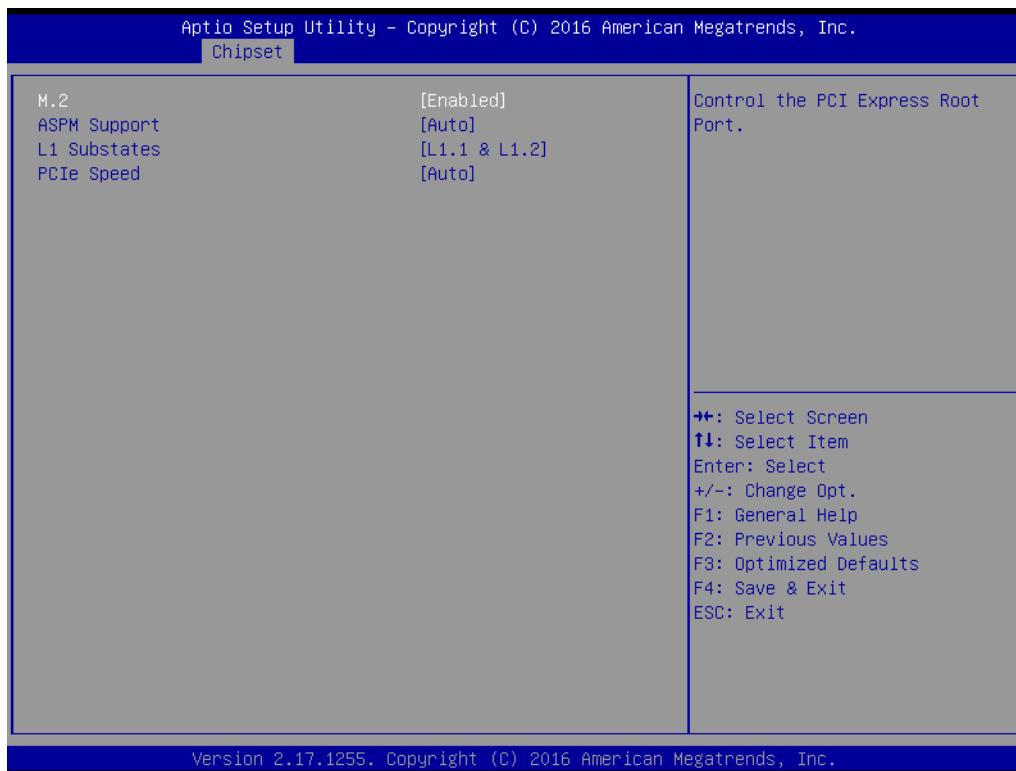 Aptio Setup Utility – Copyright (C) 2016 American Megatrends, Inc.
Chipset
M.2 [Enabled]
ASPM Support [Auto]
L1 Substates [L1.1 & L1.2]
PCIe Speed [Auto]
Control the PCI Express Root
Port.
→←: Select Screen
↑↓: Select Item
Enter: Select
+/-: Change Opt.
F1: General Help
F2: Previous Values
F3: Optimized Defaults
F4: Save & Exit
ESC: Exit
Version 2.17.1255. Copyright (C) 2016 American Megatrends, Inc.